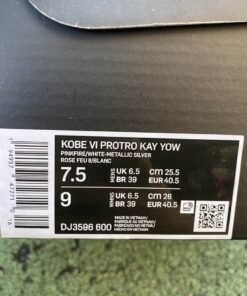 KOBE VI PROTRO KAY YOW
PINKFIRE/WHITE-METALLIC SILVER
ROSE FEU II/BLANC
7.5 MENS UK 6.5 CM 25.5
BR 39 EUR 40.5
9 UK 6.5 CM 26
BR 39 EUR 40.5
DJ3596 600
MADE IN VIETNAM/